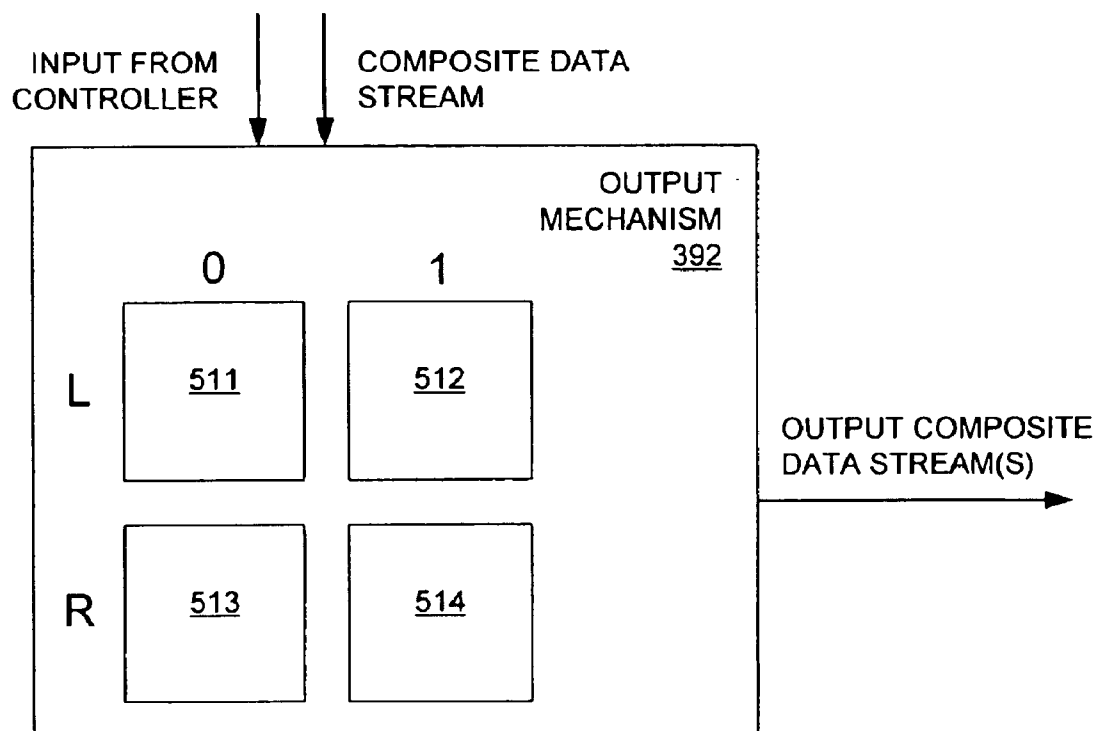 INPUT FROM
CONTROLLER
COMPOSITE DATA
STREAM
OUTPUT
MECHANISM
392
0 1
L 511 512
OUTPUT COMPOSITE
DATA STREAM(S)
R 513 514